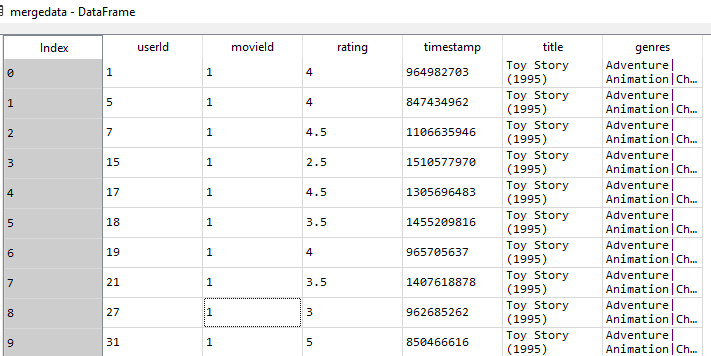 mergedata - DataFrame
Index userId movieId rating timestamp title genres
0 1 1 4 964982703 Toy Story (1995) Adventure|Animation|Ch…
1 5 1 4 847434962 Toy Story (1995) Adventure|Animation|Ch…
2 7 1 4.5 1106635946 Toy Story (1995) Adventure|Animation|Ch…
3 15 1 2.5 1510577970 Toy Story (1995) Adventure|Animation|Ch…
4 17 1 4.5 1305696483 Toy Story (1995) Adventure|Animation|Ch…
5 18 1 3.5 1455209816 Toy Story (1995) Adventure|Animation|Ch…
6 19 1 4 965705637 Toy Story (1995) Adventure|Animation|Ch…
7 21 1 3.5 1407618878 Toy Story (1995) Adventure|Animation|Ch…
8 27 1 3 962685262 Toy Story (1995) Adventure|Animation|Ch…
9 31 1 5 850466616 Toy Story (1995) Adventure|Animation|Ch…